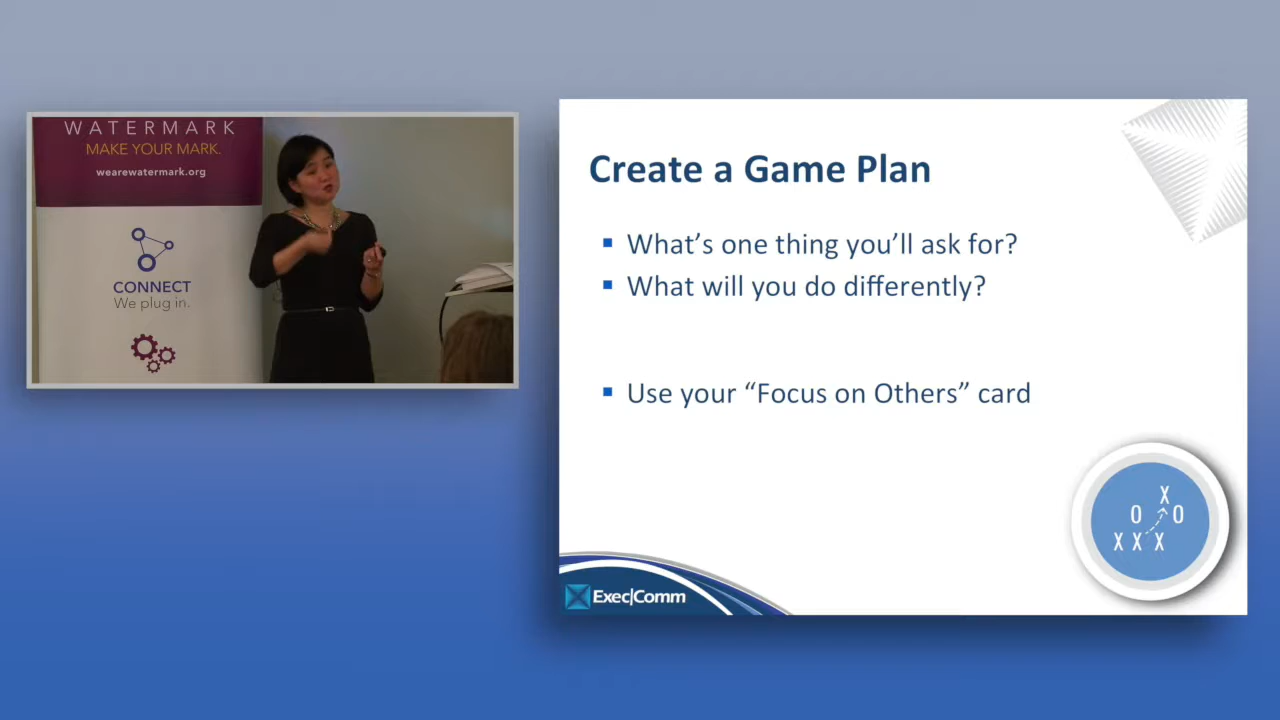 WATERMARK
MAKE YOUR MARK.
wearewatermark.org
CONNECT
We plug in.
Create a Game Plan
What’s one thing you’ll ask for?
What will you do differently?
Use your “Focus on Others” card
X
O O
X X X
Exec|Comm